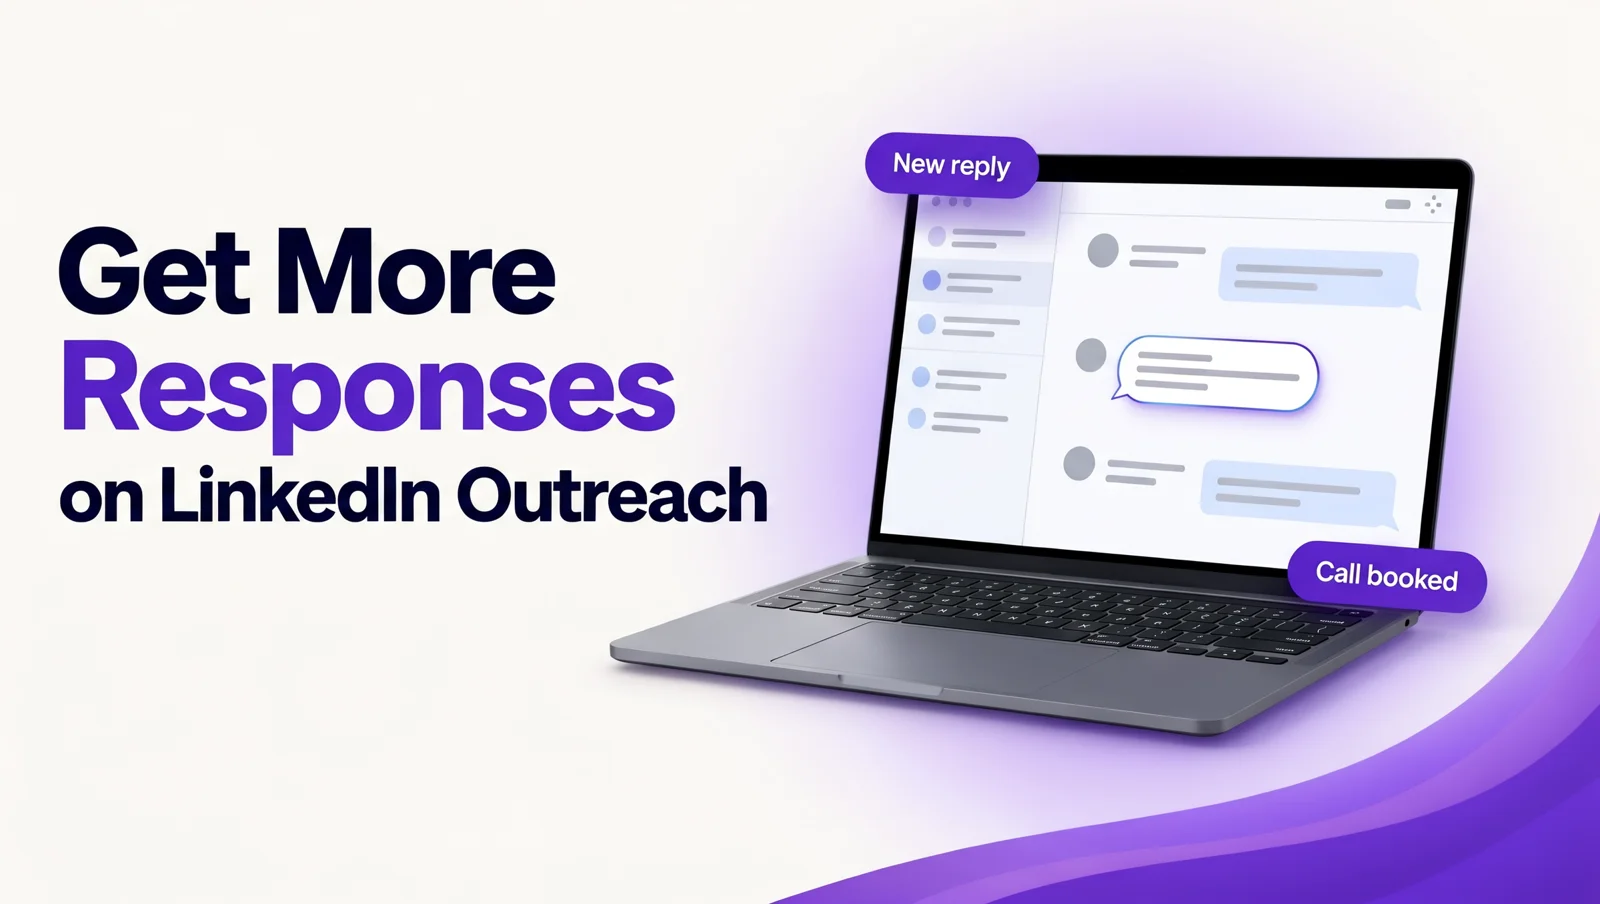 Get More
Responses
on LinkedIn Outreach
New reply
Call booked